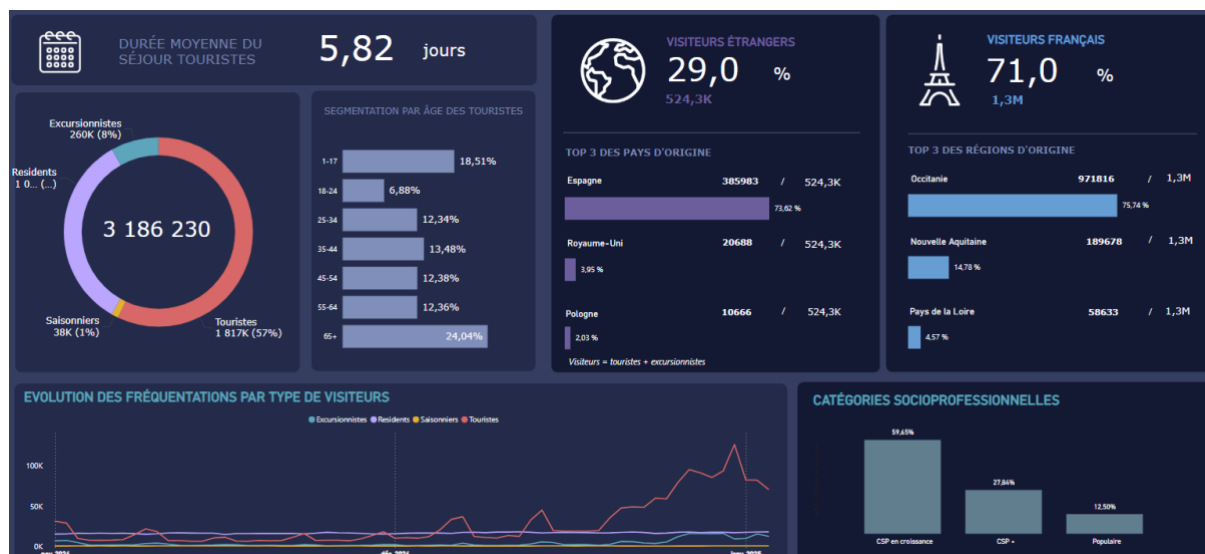 DURÉE MOYENNE DU
SÉJOUR TOURISTES
5,82 jours
VISITEURS ÉTRANGERS
29,0 %
524,3K
VISITEURS FRANÇAIS
71,0 %
1,3M
Excursionnistes
260K (8%)
Residents
1 0... (...)
3 186 230
Saisonniers
38K (1%)
Touristes
1 817K (57%)
SEGMENTATION PAR ÂGE DES TOURISTES
1-17 18,51%
18-24 6,88%
25-34 12,34%
35-44 13,48%
45-54 12,38%
55-64 12,36%
65+ 24,04%
TOP 3 DES PAYS D'ORIGINE
Espagne 385983 / 524,3K
73,62 %
Royaume-Uni 20688 / 524,3K
3,95 %
Pologne 10666 / 524,3K
2,03 %
Visiteurs = touristes + excursionnistes
TOP 3 DES RÉGIONS D'ORIGINE
Occitanie 971816 / 1,3M
75,74 %
Nouvelle Aquitaine 189678 / 1,3M
14,78 %
Pays de la Loire 58633 / 1,3M
4,57 %
EVOLUTION DES FRÉQUENTATIONS PAR TYPE DE VISITEURS
Excursionnistes Residents Saisonniers Touristes
100K
50K
0K
CATÉGORIES SOCIOPROFESSIONNELLES
59,65%
27,84%
12,50%
CSP en croissance CSP + Populaire